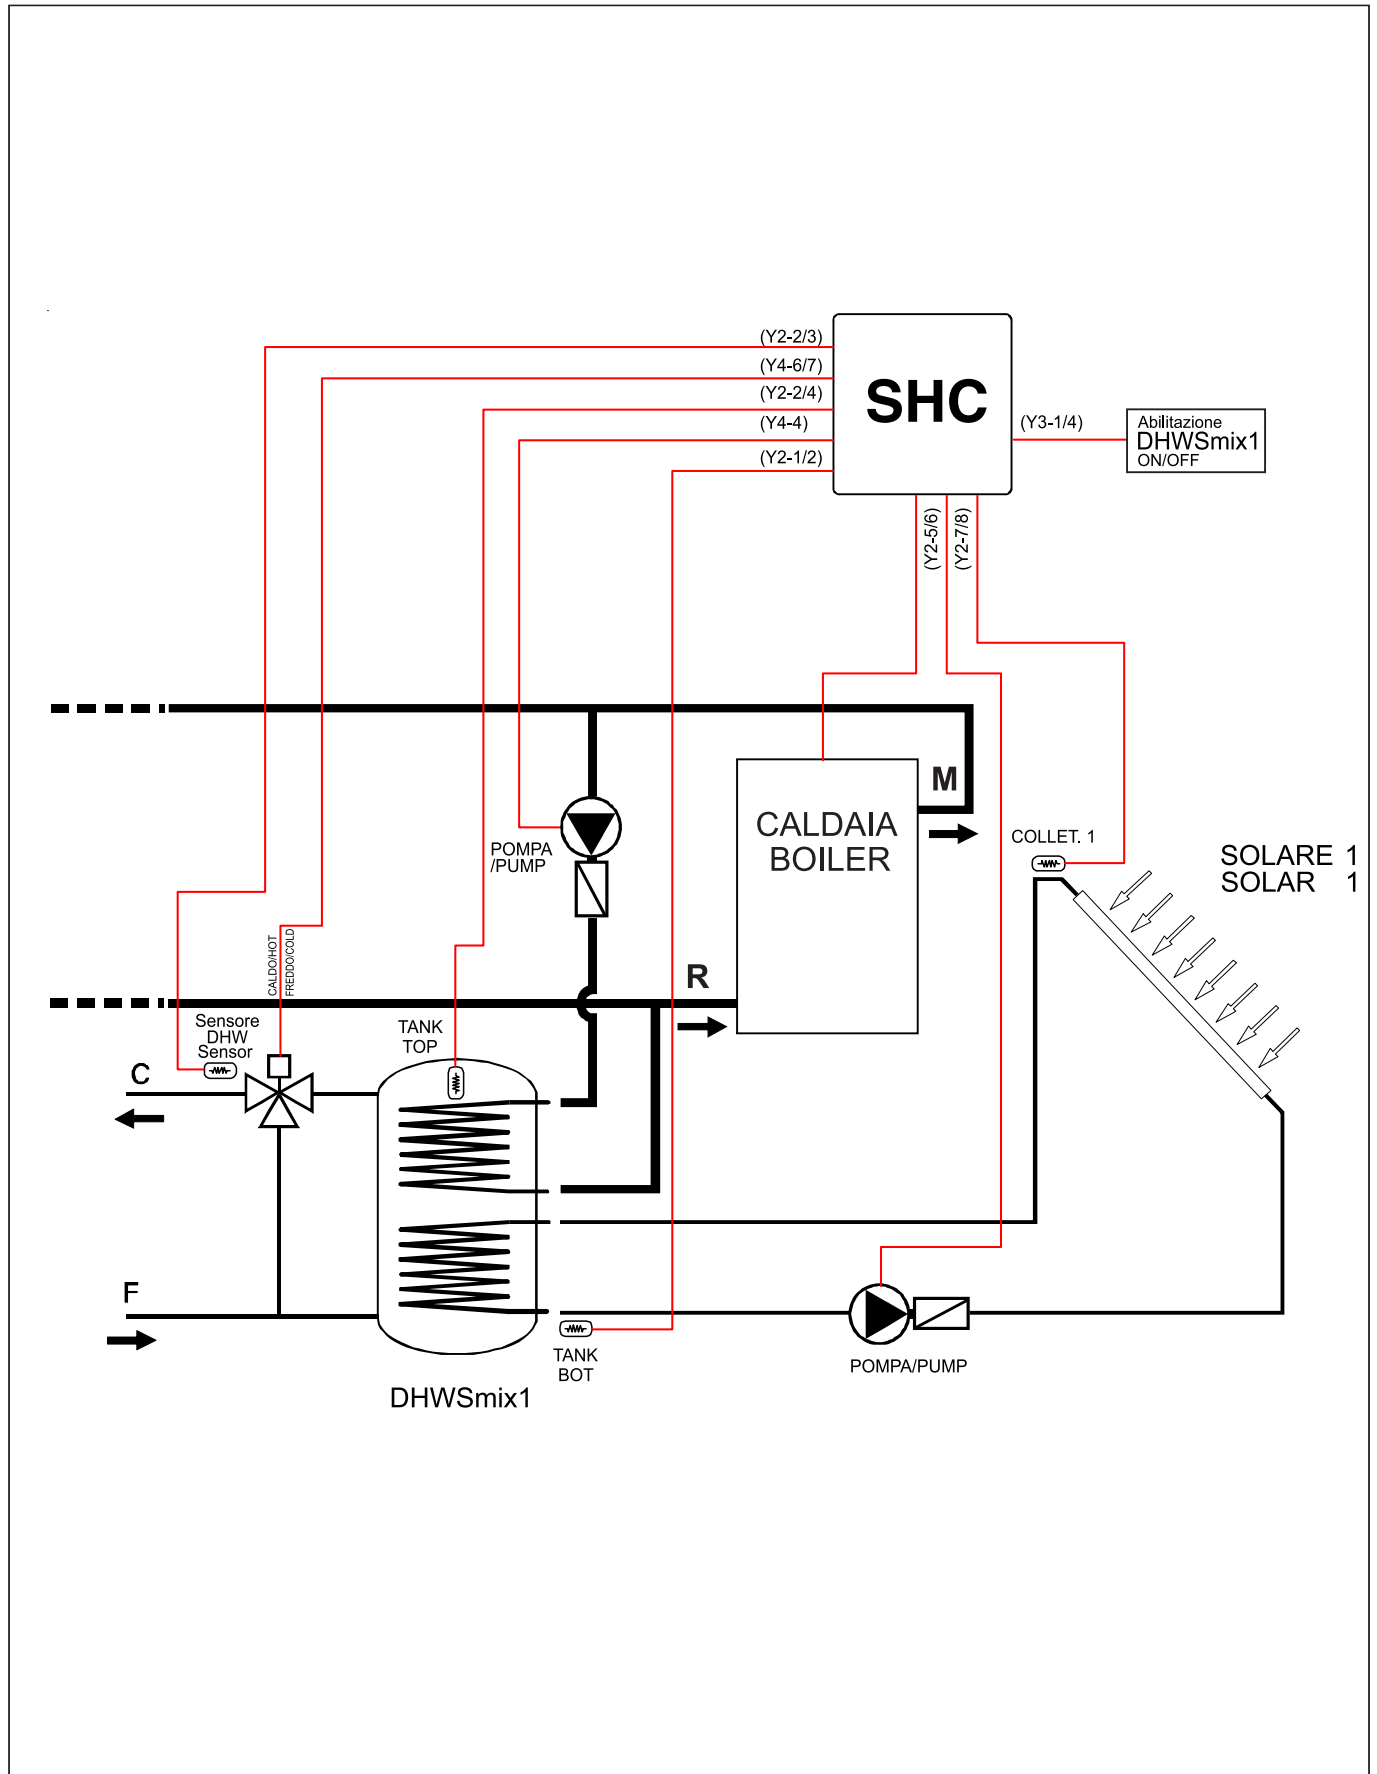 (Y2-2/3)
(Y4-6/7)
(Y2-2/4)
(Y4-4)
(Y2-1/2)
SHC
(Y3-1/4)
Abilitazione
DHWSmix1
ON/OFF
(Y2-5/6)
(Y2-7/8)
M
CALDAIA
BOILER
POMPA
/PUMP
COLLET. 1
SOLARE 1
SOLAR 1
CALDO/HOT
FREDDO/COLD
R
Sensore
DHW
Sensor
TANK
TOP
C
F
TANK
BOT
POMPA/PUMP
DHWSmix1